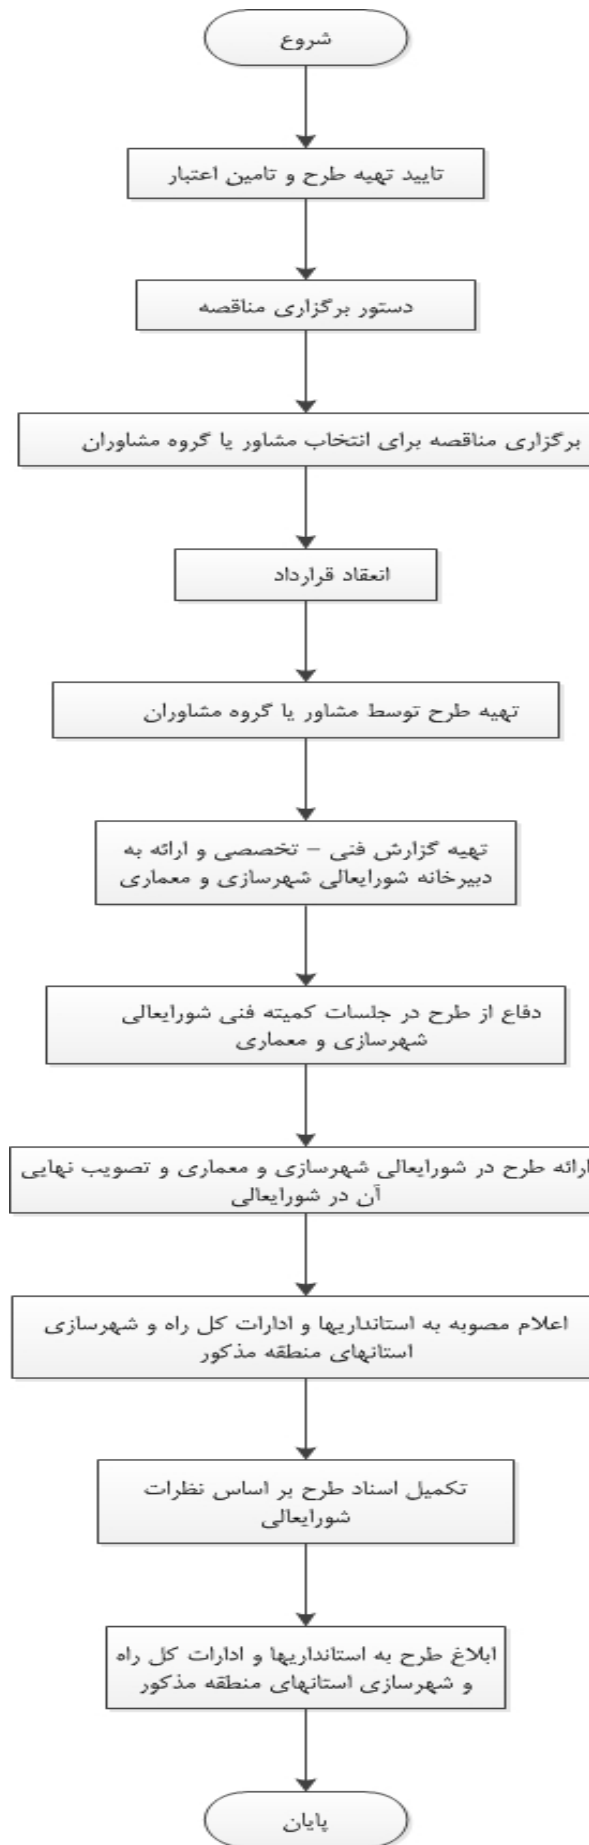 شروع
تایید تهیه طرح و تامین اعتبار
دستور برگزاری مناقصه
برگزاری مناقصه برای انتخاب مشاور یا گروه مشاوران
انعقاد قرارداد
تهیه طرح توسط مشاور یا گروه مشاوران
تهیه گزارش فنی – تخصصی و ارائه به
دبیرخانه شورایعالی شهرسازی و معماری
دفاع از طرح در جلسات کمیته فنی شورایعالی
شهرسازی و معماری
ارائه طرح در شورایعالی شهرسازی و معماری و تصویب نهایی
آن در شورایعالی
اعلام مصوبه به استانداریها و ادارات کل راه و شهرسازی
استانهای منطقه مذکور
تکمیل اسناد طرح بر اساس نظرات
شورایعالی
ابلاغ طرح به استانداریها و ادارات کل راه
و شهرسازی استانهای منطقه مذکور
پایان